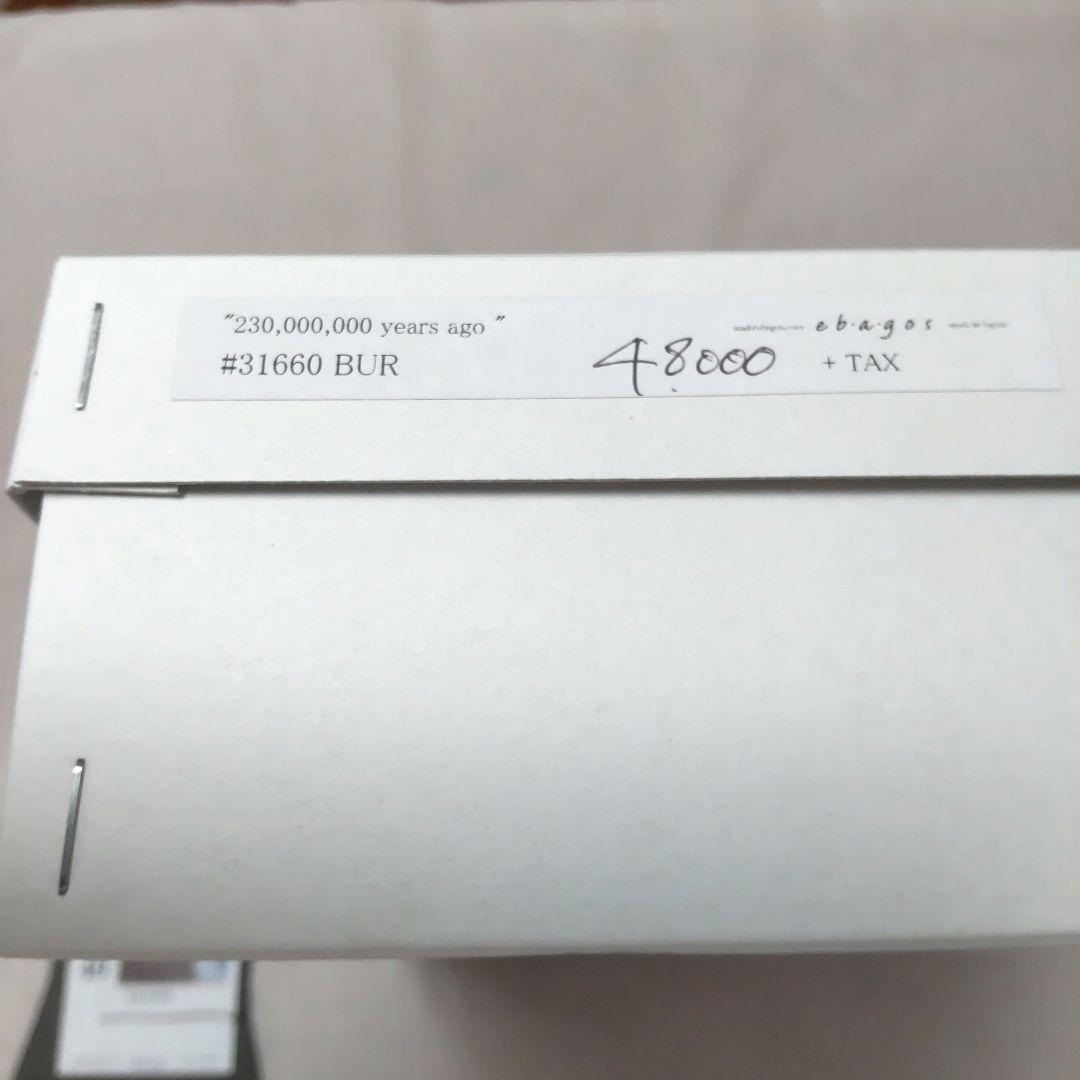 "230,000,000 years ago"
e b·a·g o s
#31660 BUR 48000 + TAX